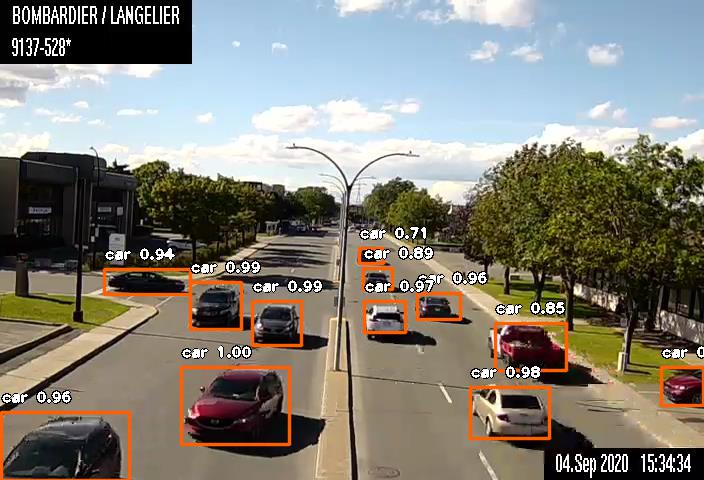 BOMBARDIER / LANGELIER
9137-528*
car 0.71
car 0.89
car 0.94
car 0.99
car 0.96
car 0.99
car 0.97
car 0.85
car 1.00
car 0
car 0.98
car 0.96
04.Sep 2020 15:34:34